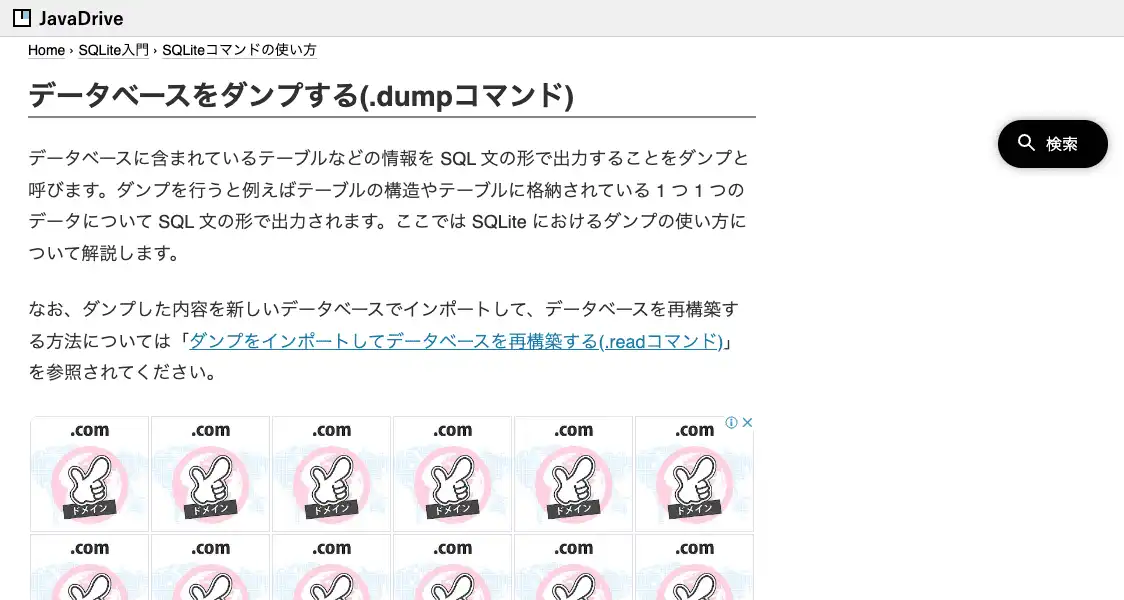 JavaDrive
Home › SQLite入門 › SQLiteコマンドの使い方
データベースをダンプする(.dumpコマンド)
検索
データベースに含まれているテーブルなどの情報を SQL 文の形で出力することをダンプと
呼びます。ダンプを行うと例えばテーブルの構造やテーブルに格納されている 1 つ 1 つの
データについて SQL 文の形で出力されます。ここでは SQLite におけるダンプの使い方に
ついて解説します。
なお、ダンプした内容を新しいデータベースでインポートして、データベースを再構築す
る方法については「ダンプをインポートしてデータベースを再構築する(.readコマンド)」
を参照されてください。
.com .com .com .com .com .com
ドメイン ドメイン ドメイン ドメイン ドメイン ドメイン
.com .com .com .com .com .com